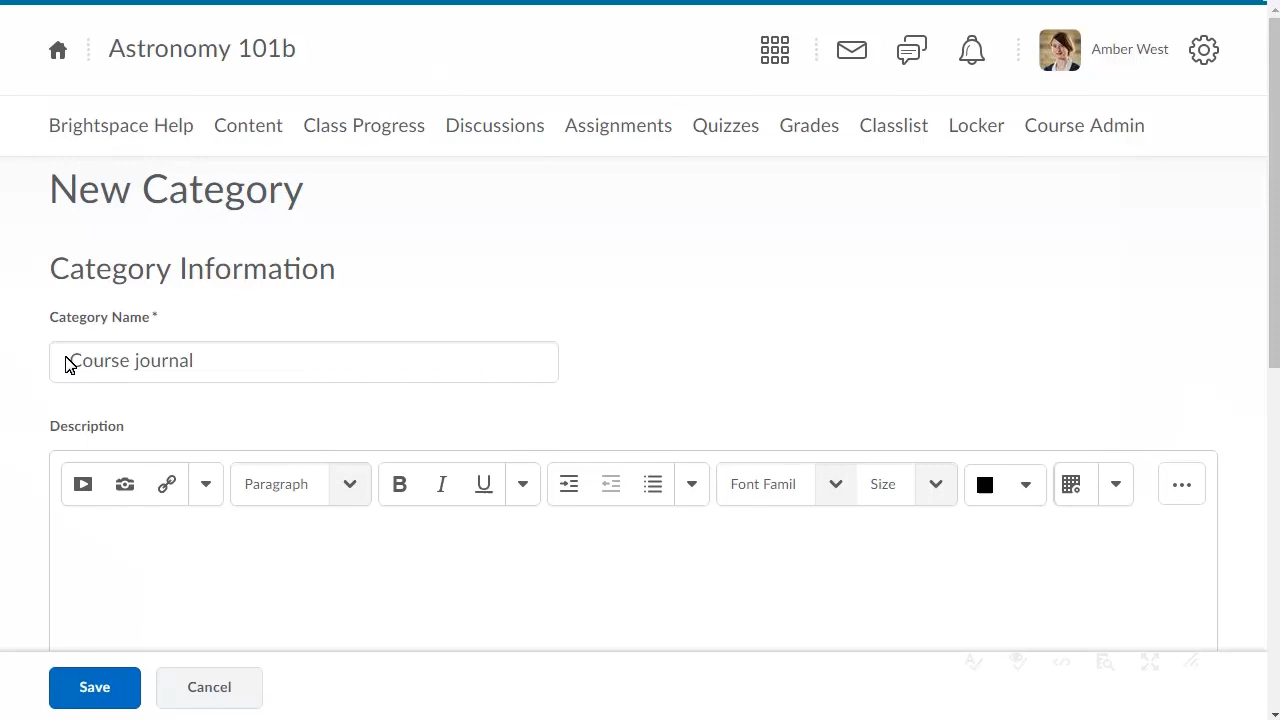 Astronomy 101b
Amber West
Brightspace Help Content Class Progress Discussions Assignments Quizzes Grades Classlist Locker Course Admin
New Category
Category Information
Category Name *
Course journal
Description
Paragraph B I U Font Famil Size
Save Cancel